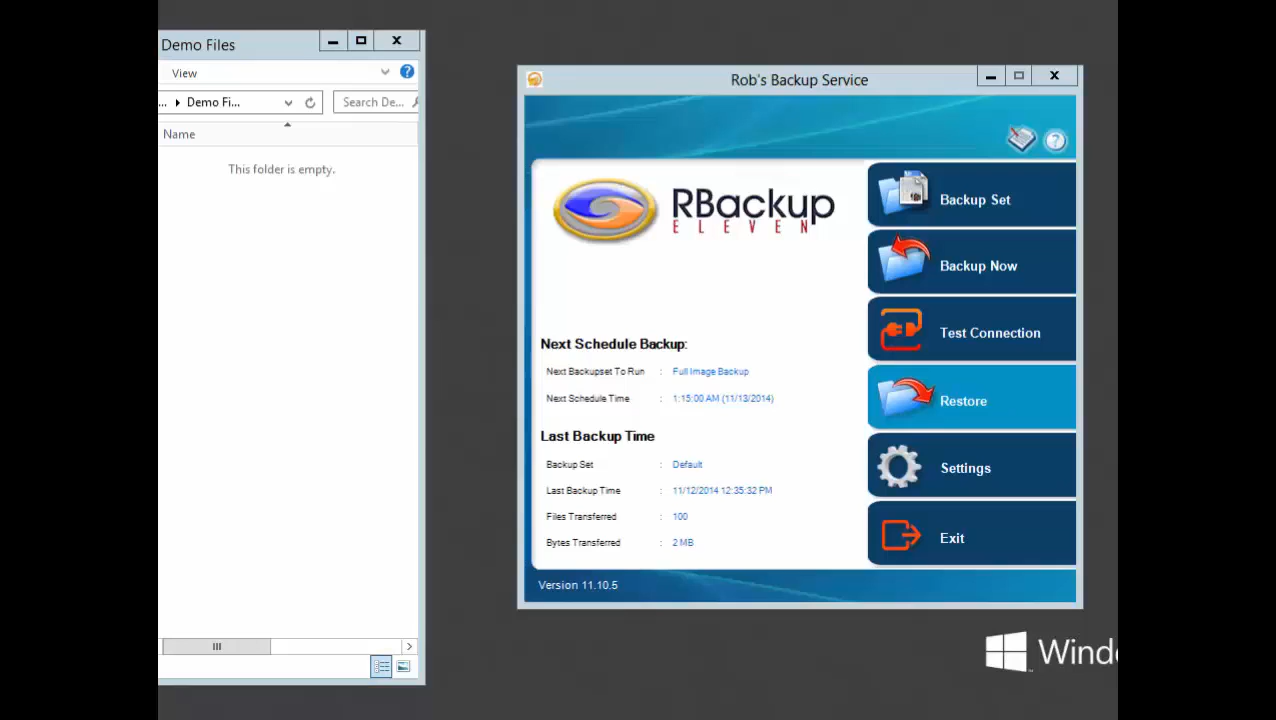 Demo Files
View
... Demo Fi...
Search De...
Name
This folder is empty.
Rob's Backup Service
RBackup
ELEVEN
Backup Set
Backup Now
Test Connection
Restore
Settings
Exit
Next Schedule Backup:
Next Backupset To Run : Full Image Backup
Next Schedule Time : 1:15:00 AM (11/13/2014)
Last Backup Time
Backup Set : Default
Last Backup Time : 11/12/2014 12:35:32 PM
Files Transferred : 100
Bytes Transferred : 2 MB
Version 11.10.5
Windo